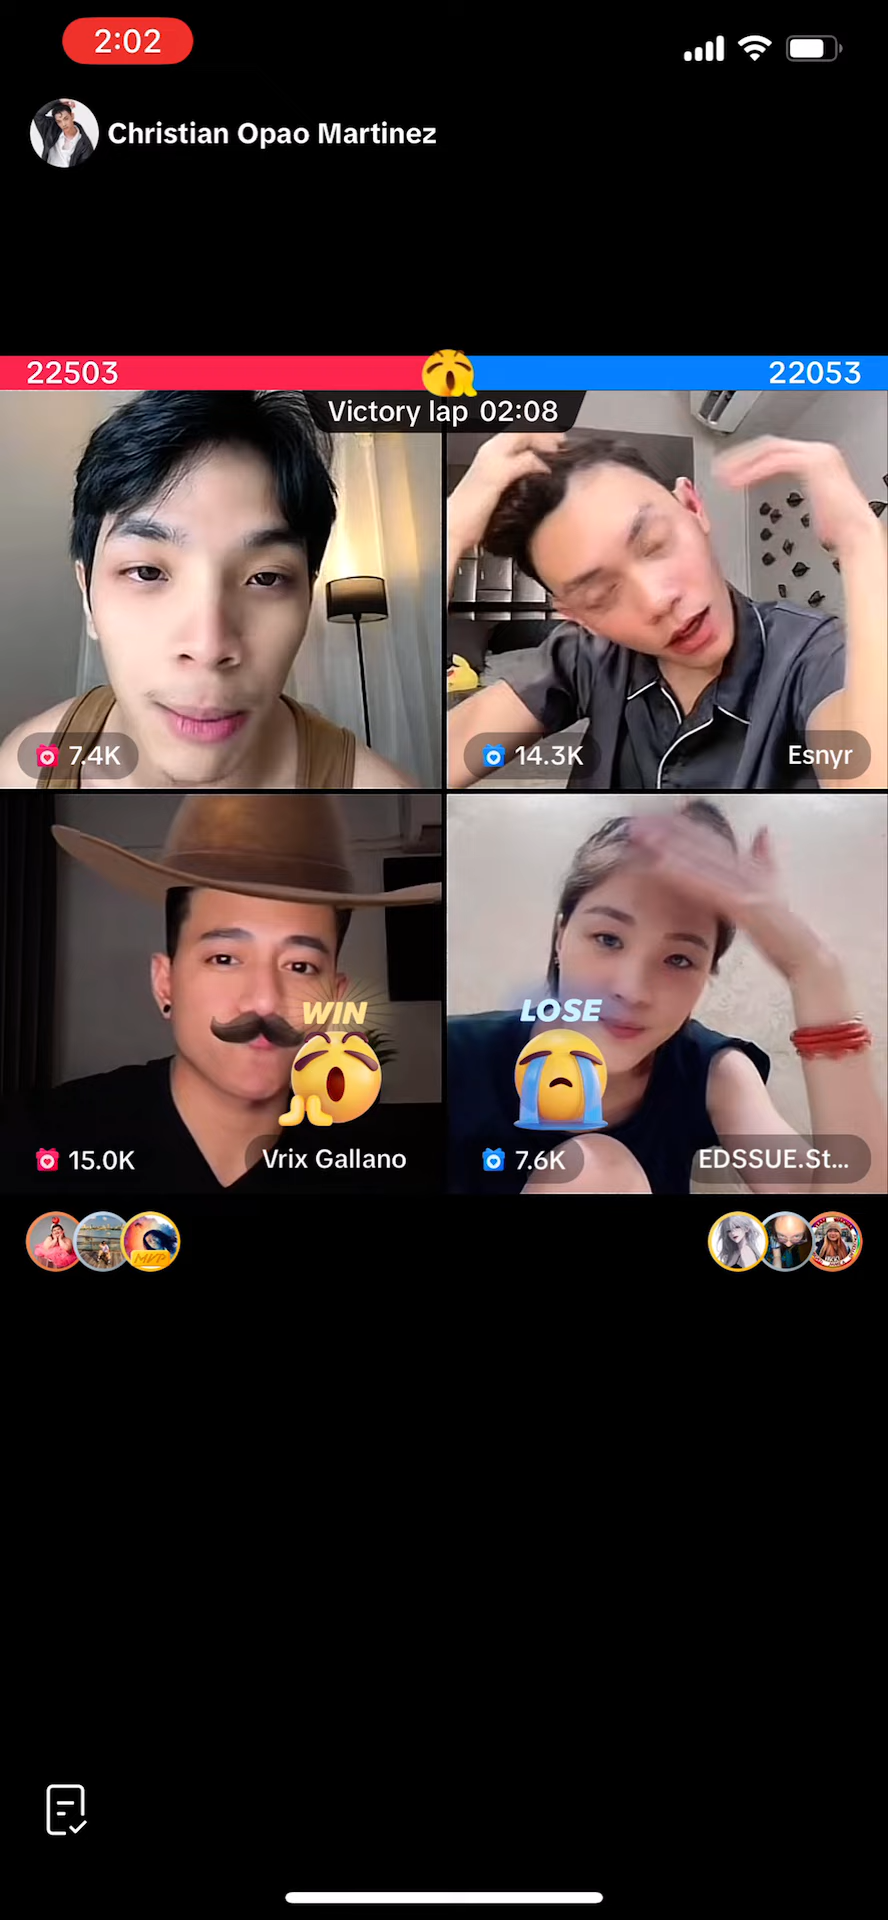 2:02
Christian Opao Martinez
22503
22053
Victory lap 02:08
7.4K
14.3K
Esnyr
WIN
LOSE
15.0K
Vrix Gallano
7.6K
EDSSUE.St...
MVP